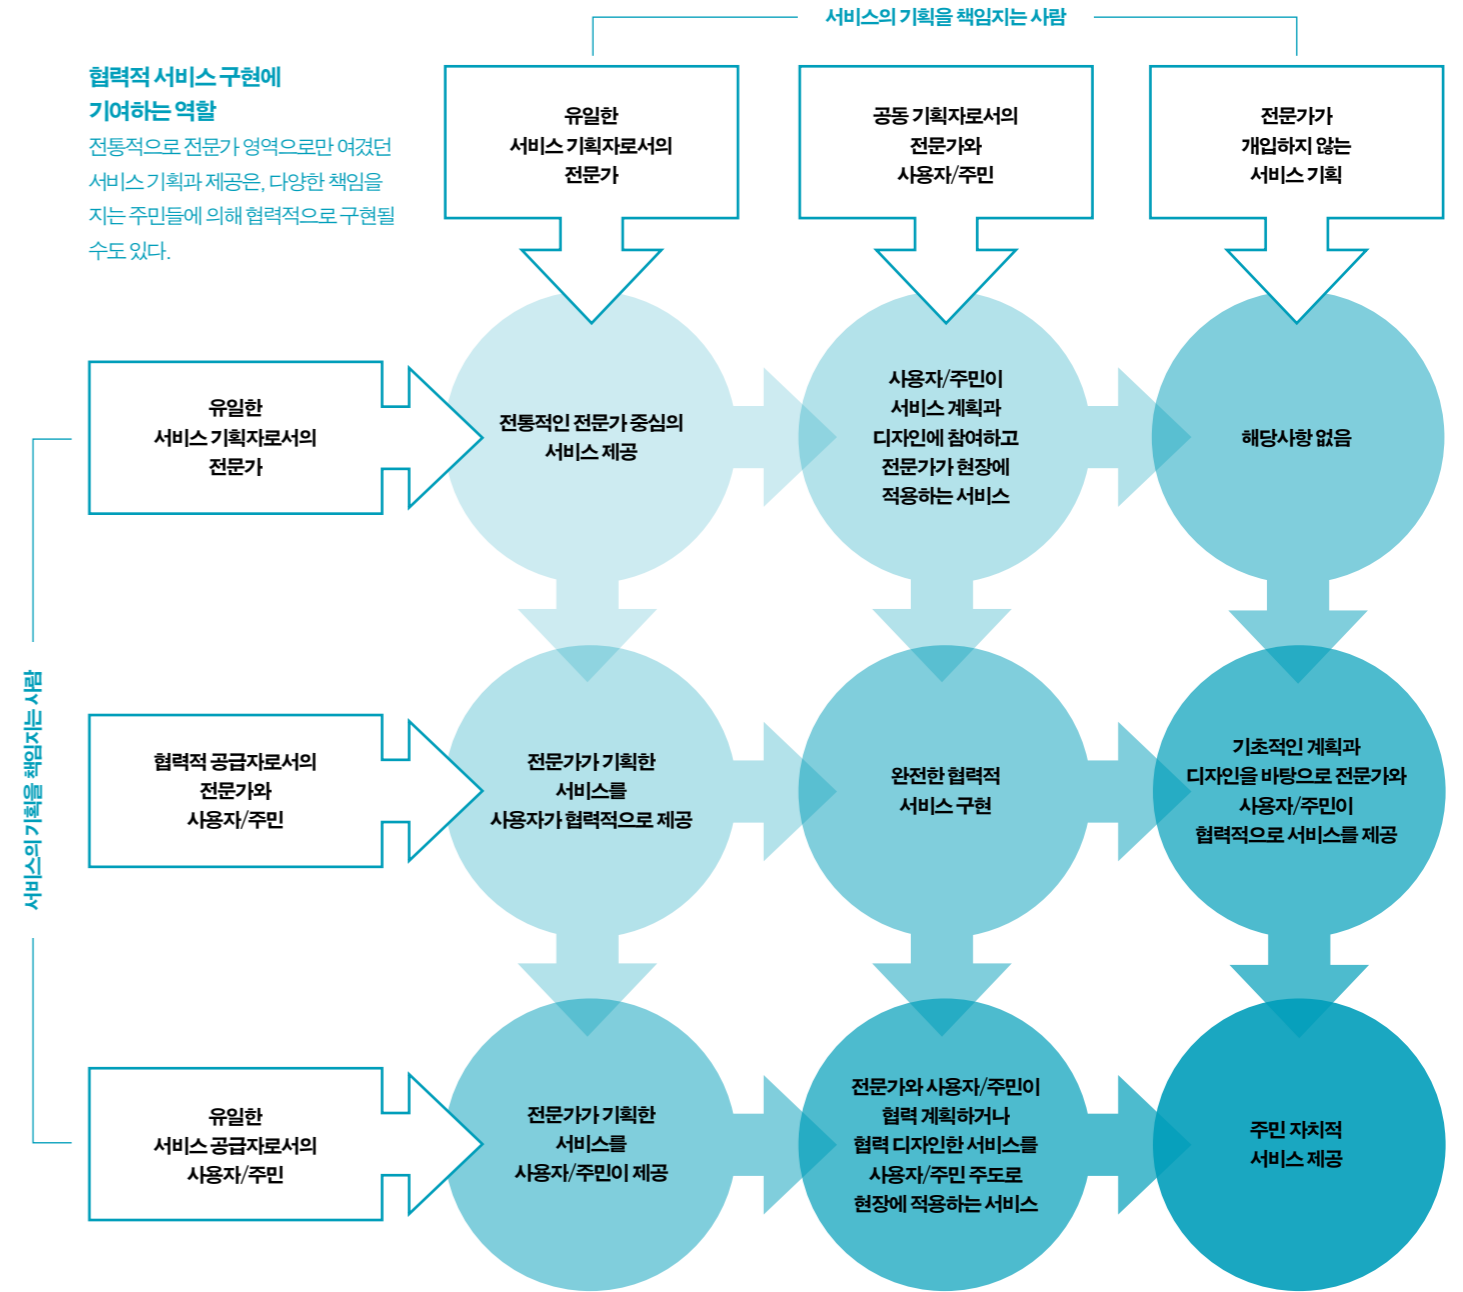 서비스의 기획을 책임지는 사람
협력적 서비스 구현에
기여하는 역할
전통적으로 전문가 영역으로만 여겼던
서비스 기획과 제공은, 다양한 책임을
지는 주민들에 의해 협력적으로 구현될
수도 있다.
유일한
서비스 기획자로서의
전문가
공동 기획자로서의
전문가와
사용자/주민
전문가가
개입하지 않는
서비스 기획
서비스의 기획을 책임지는 사람
유일한
서비스 기획자로서의
전문가
전통적인 전문가 중심의
서비스 제공
사용자/주민이
서비스 계획과
디자인에 참여하고
전문가가 현장에
적용하는 서비스
해당사항 없음
협력적 공급자로서의
전문가와
사용자/주민
전문가가 기획한
서비스를
사용자가 협력적으로 제공
완전한 협력적
서비스 구현
기초적인 계획과
디자인을 바탕으로 전문가와
사용자/주민이
협력적으로 서비스를 제공
유일한
서비스 공급자로서의
사용자/주민
전문가가 기획한
서비스를
사용자/주민이 제공
전문가와 사용자/주민이
협력 계획하거나
협력 디자인한 서비스를
사용자/주민 주도로
현장에 적용하는 서비스
주민 자치적
서비스 제공